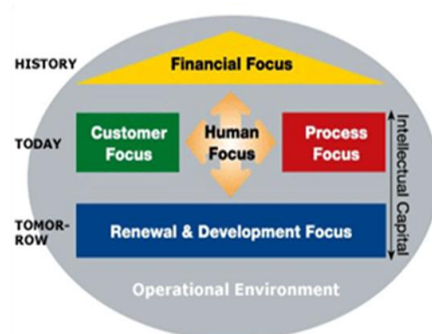 HISTORY
Financial Focus
TODAY
Customer
Focus
Human
Focus
Process
Focus
Intellectual Capital
TOMOR-
ROW
Renewal & Development Focus
Operational Environment